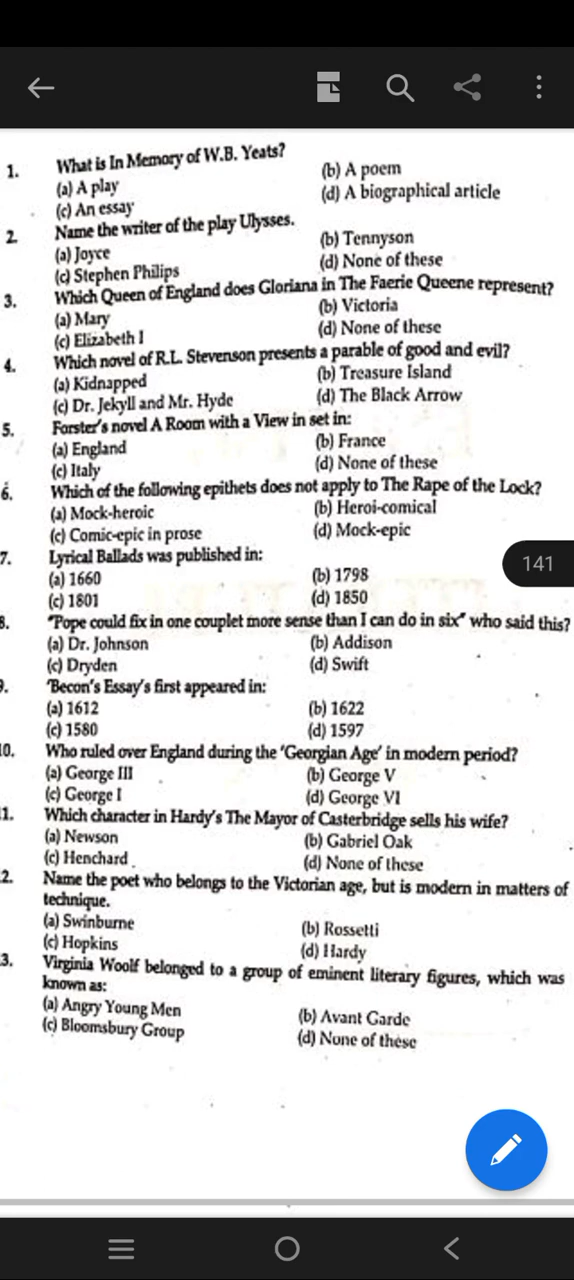 1. What is In Memory of W.B. Yeats?
(a) A play (b) A poem
(c) An essay (d) A biographical article
2. Name the writer of the play Ulysses.
(a) Joyce (b) Tennyson
(c) Stephen Philips (d) None of these
3. Which Queen of England does Gloriana in The Faerie Queene represent?
(a) Mary (b) Victoria
(c) Elizabeth I (d) None of these
4. Which novel of R.L. Stevenson presents a parable of good and evil?
(a) Kidnapped (b) Treasure Island
(c) Dr. Jekyll and Mr. Hyde (d) The Black Arrow
5. Forster's novel A Room with a View in set in:
(a) England (b) France
(c) Italy (d) None of these
6. Which of the following epithets does not apply to The Rape of the Lock?
(a) Mock-heroic (b) Heroi-comical
(c) Comic-epic in prose (d) Mock-epic
7. Lyrical Ballads was published in:
141
(a) 1660 (b) 1798
(c) 1801 (d) 1850
8. "Pope could fix in one couplet more sense than I can do in six" who said this?
(a) Dr. Johnson (b) Addison
(c) Dryden (d) Swift
9. 'Becon's Essay's first appeared in:
(a) 1612 (b) 1622
(c) 1580 (d) 1597
10. Who ruled over England during the 'Georgian Age' in modern period?
(a) George III (b) George V
(c) George I (d) George VI
1. Which character in Hardy's The Mayor of Casterbridge sells his wife?
(a) Newson (b) Gabriel Oak
(c) Henchard (d) None of these
2. Name the poet who belongs to the Victorian age, but is modern in matters of
technique.
(a) Swinburne (b) Rossetti
(c) Hopkins (d) Hardy
3. Virginia Woolf belonged to a group of eminent literary figures, which was
known as:
(a) Angry Young Men (b) Avant Garde
(c) Bloomsbury Group (d) None of these